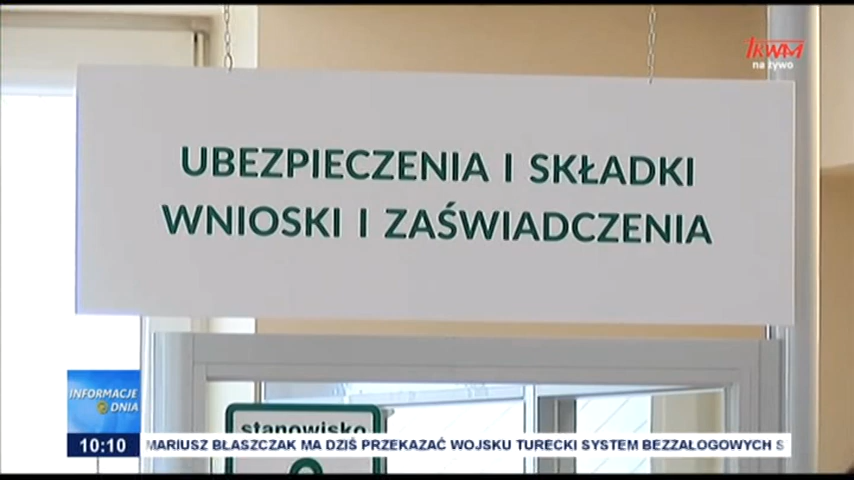 TRWAM
na żywo
UBEZPIECZENIA I SKŁADKI
WNIOSKI I ZAŚWIADCZENIA
stanowisko
INFORMACJE
DNIA
10:10 MARIUSZ BŁASZCZAK MA DZIŚ PRZEKAZAĆ WOJSKU TURECKI SYSTEM BEZZAŁOGOWYCH S